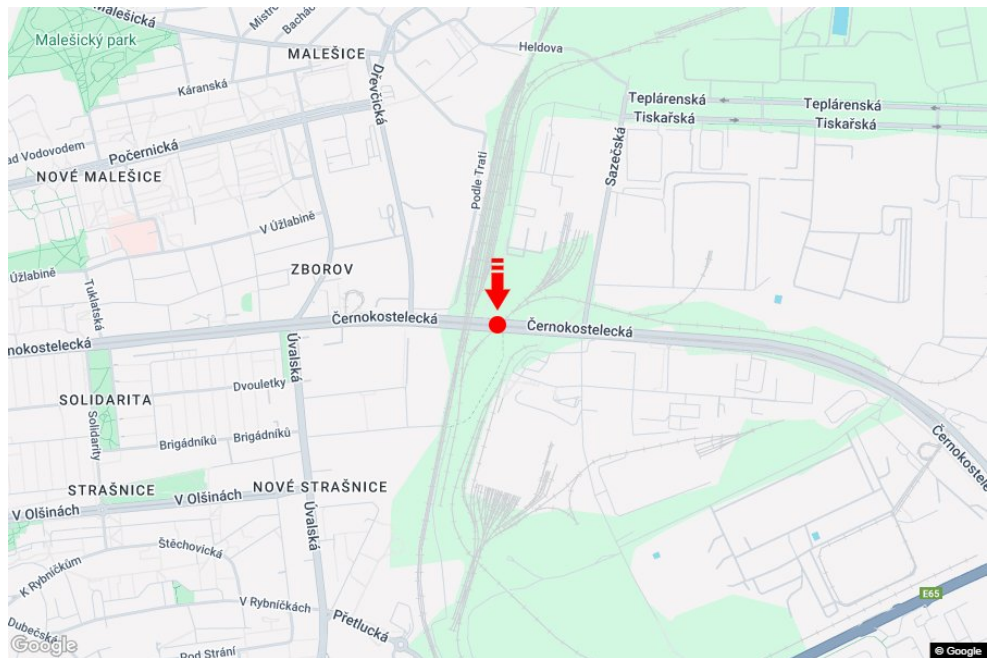 Malešická
Mistro
Bachač
Malešický park
MALEŠICE
Heldova
Káranská
Dřevčická
Teplárenská
Teplárenská
Tiskařská
Tiskařská
ad Vodovodem
Počernická
Sazečská
Podle Trati
NOVÉ MALEŠICE
V Úžlabině
Úžlabině
ZBOROV
Tuklatská
Černokostelecká
Černokostelecká
nokostelecká
Úvalská
Dvouletky
SOLIDARITA
Solidarity
Brigádníků
Brigádníků
Černokostele
STRAŠNICE
NOVÉ STRAŠNICE
V Olšinách
V Olšinách
Úvalská
Štěchovická
K Rybníčkům
E65
V Rybníčkách
Přetlucká
Dubečská
Pod Strání
Google
© Google